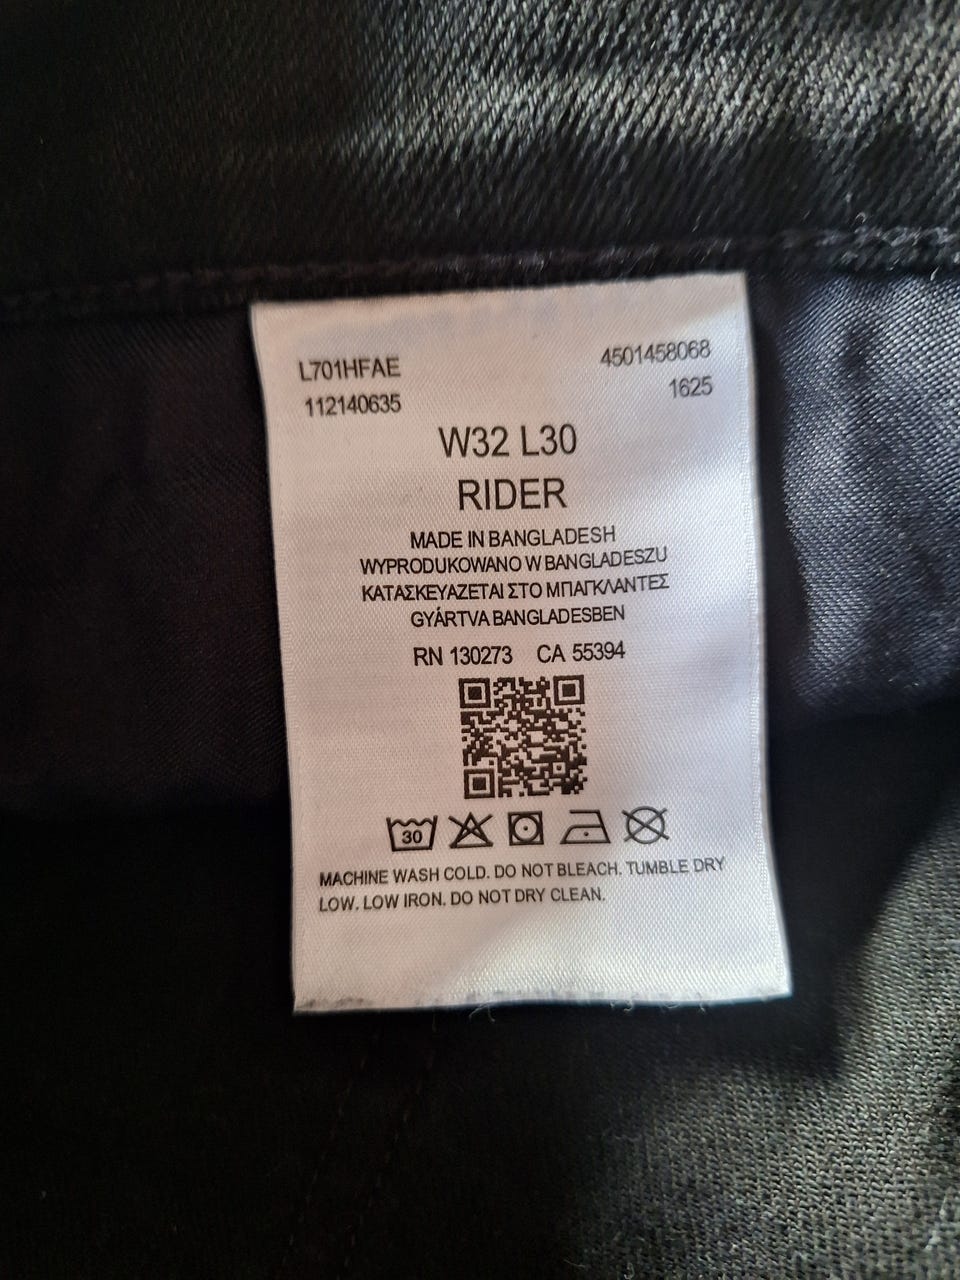 L701HFAE 4501458068
112140635 1625
W32 L30
RIDER
MADE IN BANGLADESH
WYPRODUKOWANO W BANGLADESZU
ΚΑΤΑΣΚΕΥΑΖΕΤΑΙ ΣΤΟ ΜΠΑΓΚΛΑΝΤΕΣ
GYÁRTVA BANGLADESBEN
RN 130273 CA 55394
30
MACHINE WASH COLD. DO NOT BLEACH. TUMBLE DRY
LOW. LOW IRON. DO NOT DRY CLEAN.